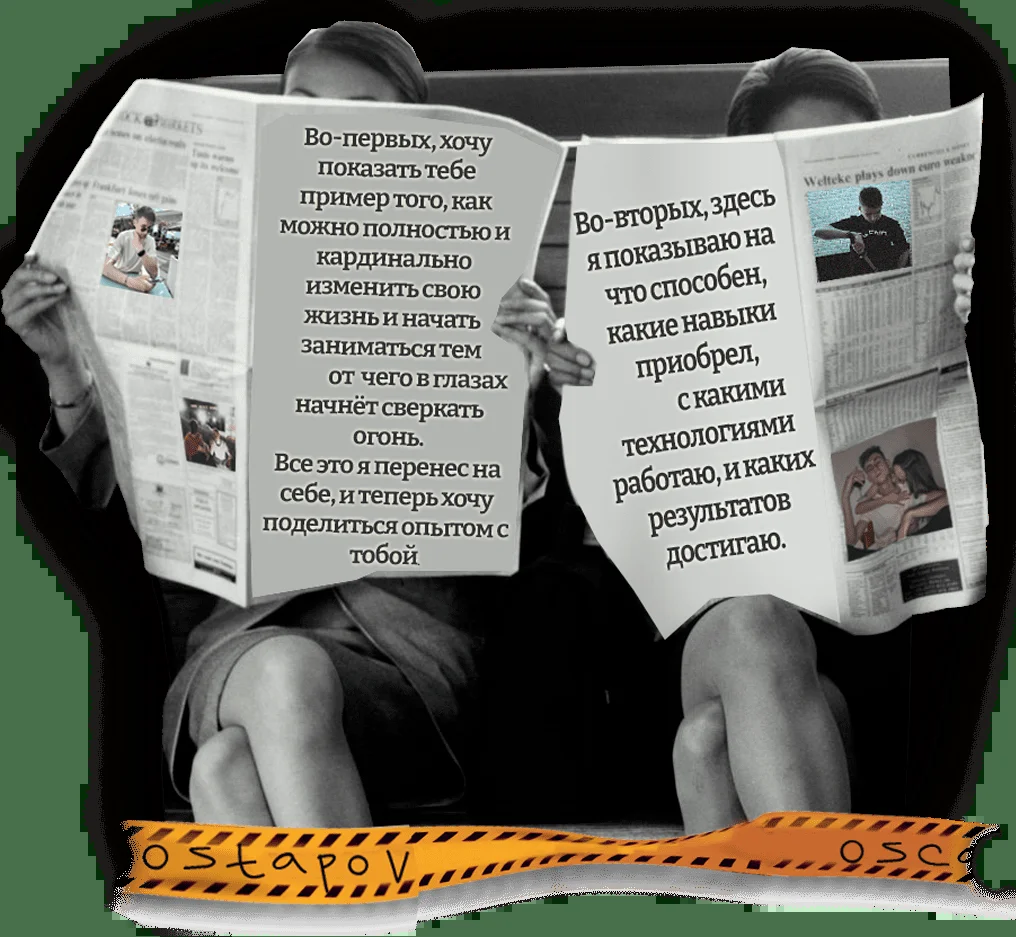 Во-первых, хочу
показать тебе
пример того, как
можно полностью и
кардинально
изменить свою
жизнь и начать
заниматься тем
от чего в глазах
начнёт сверкать
огонь.
Все это я перенес на
себе, и теперь хочу
поделиться опытом с
тобой
Во-вторых, здесь
я показываю на
что способен,
какие навыки
приобрел,
с какими
технологиями
работаю, и каких
результатов
достигаю.
Welteke plays down euro
ostapov
osca